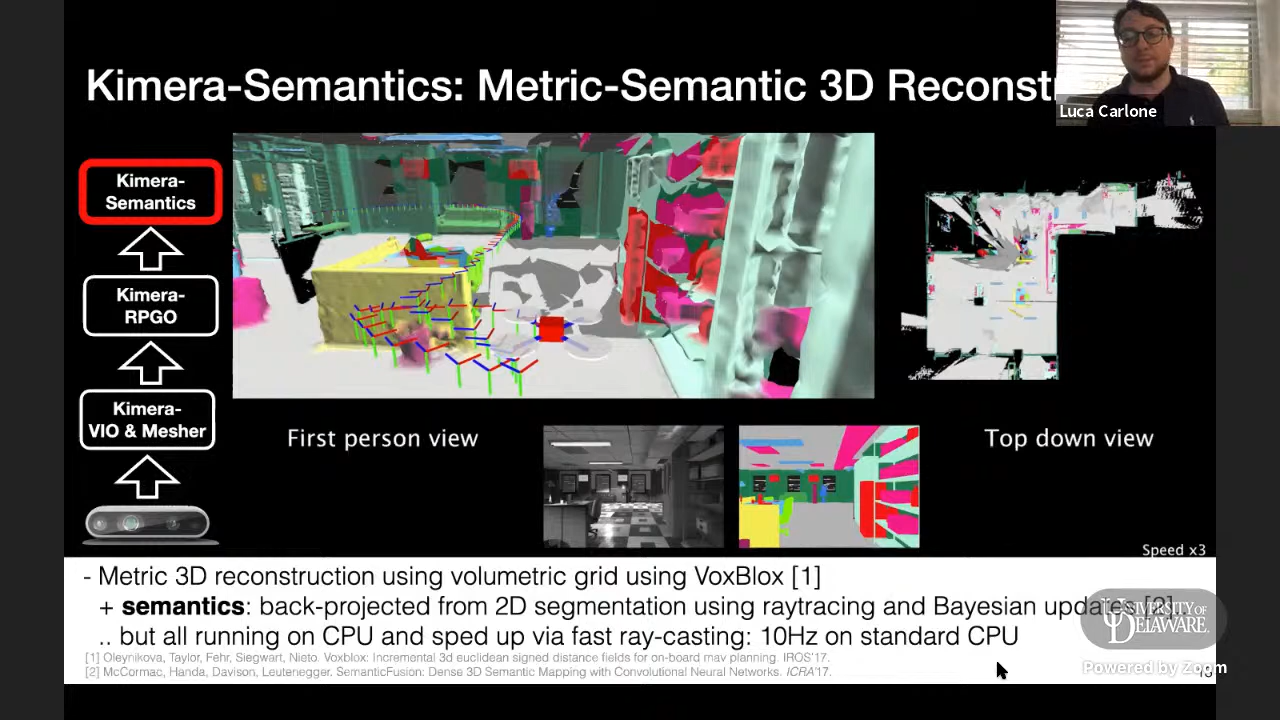 Kimera-Semantics: Metric-Semantic 3D Reconst
Luca Carlone
Kimera-
Semantics
Kimera-
RPGO
Kimera-
VIO & Mesher
First person view
Top down view
Speed x3
- Metric 3D reconstruction using volumetric grid using VoxBlox [1]
+ semantics: back-projected from 2D segmentation using raytracing and Bayesian updates [2]..
.. but all running on CPU and sped up via fast ray-casting: 10Hz on standard CPU
[1] Oleynikova, Taylor, Fehr, Siegwart, Nieto. Voxblox: Incremental 3d euclidean signed distance fields for on-board mav planning. IROS'17.
[2] McCormac, Handa, Davison, Leutenegger. SemanticFusion: Dense 3D Semantic Mapping with Convolutional Neural Networks. ICRA'17.
UNIVERSITY OF
DELAWARE.
Powered by Zoom